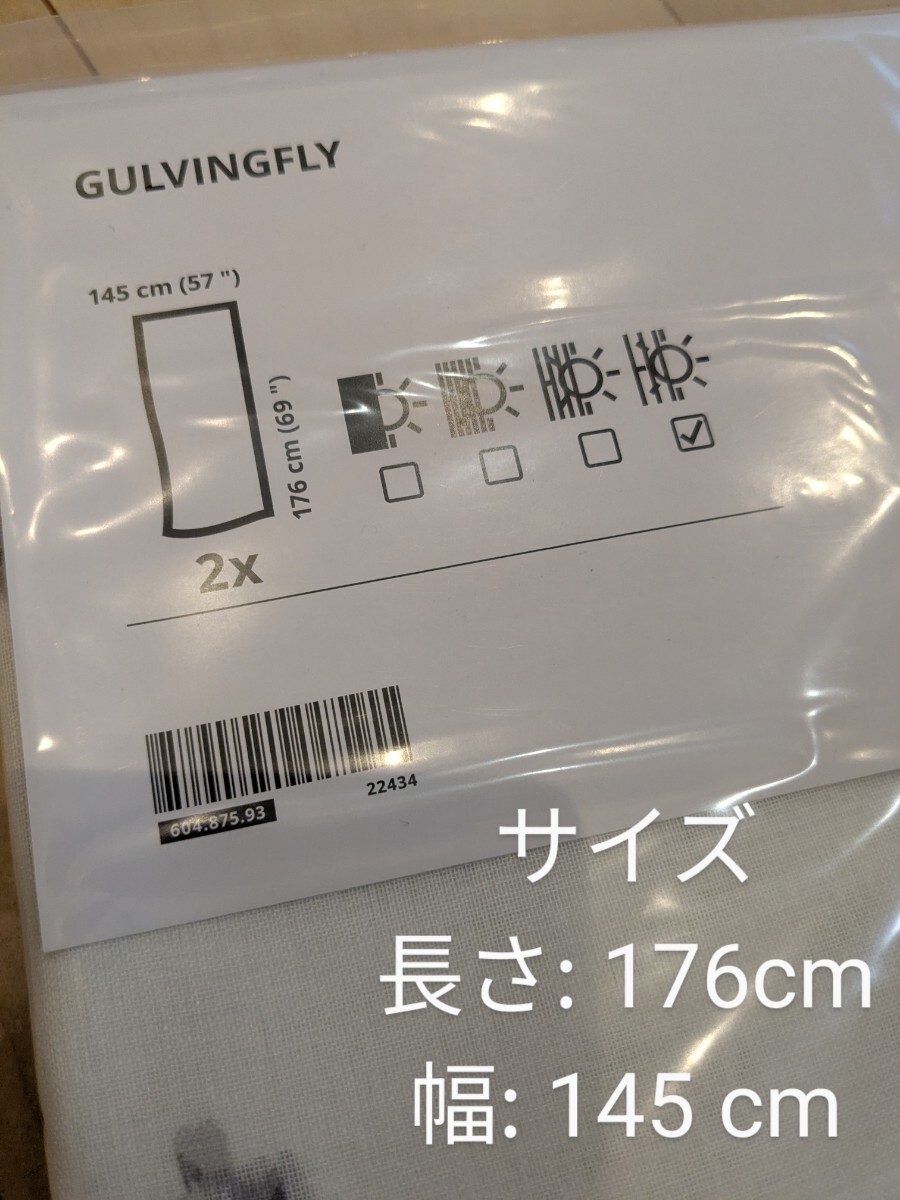 GULVINGFLY
145 cm (57 ")
176 cm (69 ")
2x
22434
604.875.93
サイズ
長さ: 176cm
幅: 145 cm